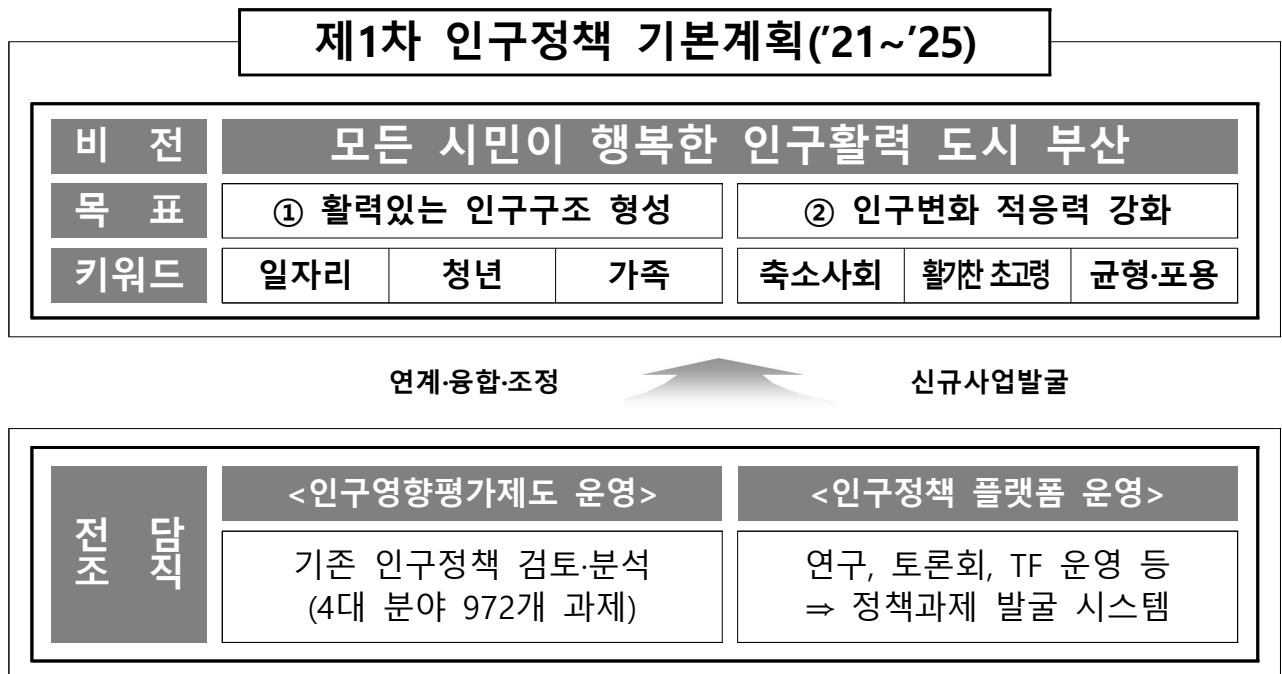 제1차 인구정책 기본계획('21~'25)
비 전
모든 시민이 행복한 인구활력 도시 부산
목 표
① 활력있는 인구구조 형성
② 인구변화 적응력 강화
키워드
일자리
청년
가족
축소사회
활기찬 초고령
균형·포용
연계·융합·조정
신규사업발굴
전 담
조 직
<인구영향평가제도 운영>
기존 인구정책 검토·분석
(4대 분야 972개 과제)
<인구정책 플랫폼 운영>
연구, 토론회, TF 운영 등
⇒ 정책과제 발굴 시스템